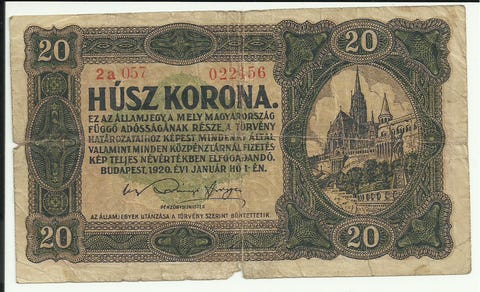 20
20
2a 057
022456
HÚSZ KORONA.
EZ AZ ÁLLAMJEGY, A MELY MAGYARORSZÁG
FÜGGŐ ADÓSSÁGÁNAK RÉSZE, A TÖRVÉNY
HATÁROZATAIHOZ KÉPEST MINDENKI ÁLTAL
VALAMINT MINDEN KÖZPÉNZTÁRNÁL FIZETÉS
KÉP TELJES NÉVÉRTÉKBEN ELFOGADANDÓ.
BUDAPEST, 1920. ÉVI JANUÁR HÓ 1-ÉN.
PÉNZÜGYMINISTER
AZ ÁLLAMJEGYEK UTÁNZÁSA A TÖRVÉNY SZERINT BÜNTETTETIK.
20
20